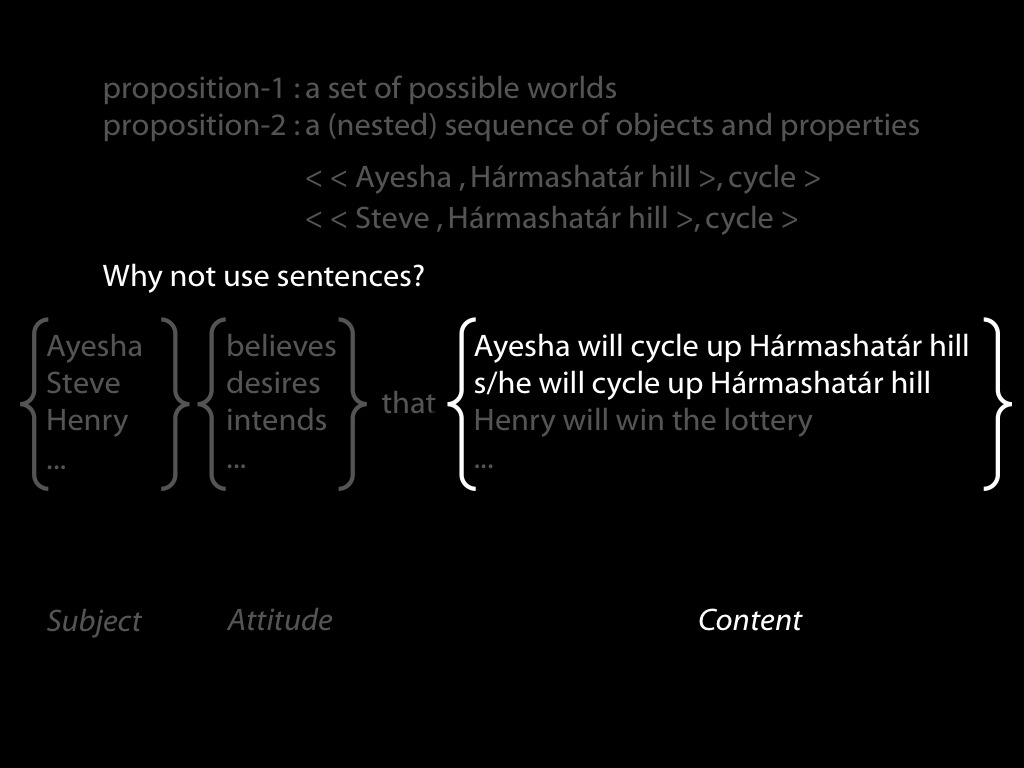 proposition-1 : a set of possible worlds
proposition-2 : a (nested) sequence of objects and properties
< < Ayesha , Hármashatár hill >, cycle >
< < Steve , Hármashatár hill >, cycle >
Why not use sentences?
Ayesha
Steve
Henry
...
believes
desires
intends
...
that
Ayesha will cycle up Hármashatár hill
s/he will cycle up Hármashatár hill
Henry will win the lottery
...
Subject
Attitude
Content